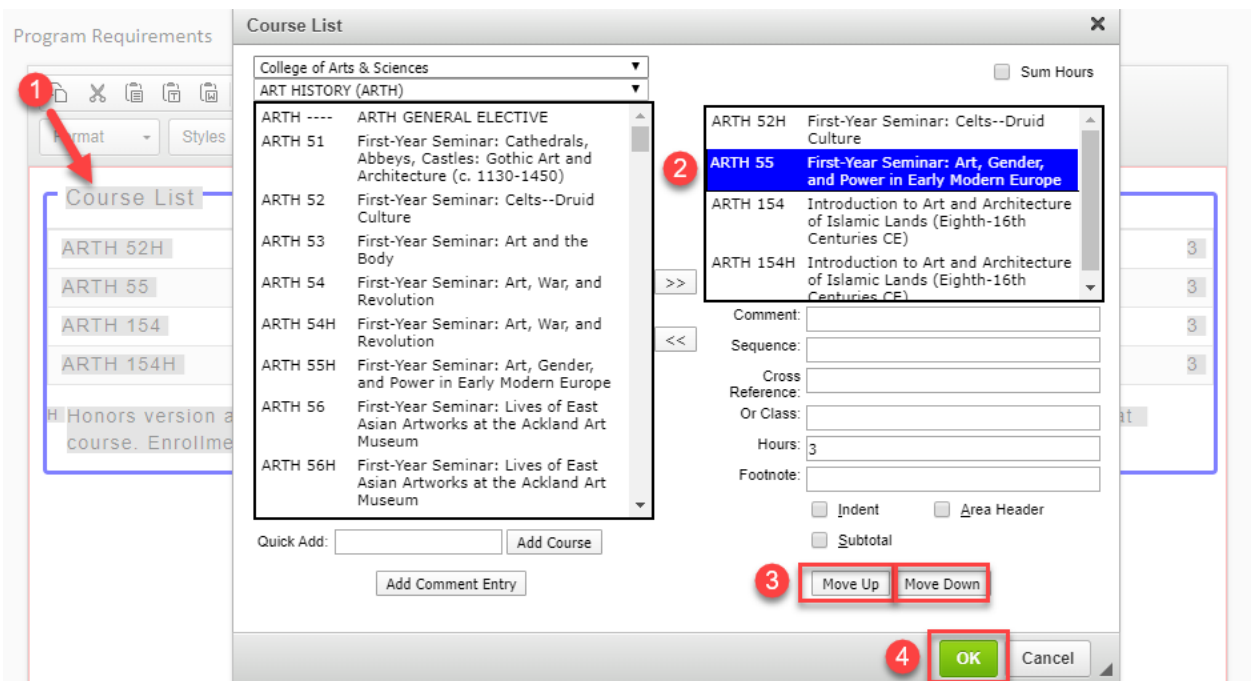 Program Requirements
1
Format
Styles
Course List
ARTH 52H
3
ARTH 55
3
ARTH 154
3
ARTH 154H
3
H Honors version a
at
course. Enrollme
Course List
College of Arts & Sciences
ART HISTORY (ARTH)
ARTH ---- ARTH GENERAL ELECTIVE
ARTH 51 First-Year Seminar: Cathedrals,
Abbeys, Castles: Gothic Art and
Architecture (c. 1130-1450)
ARTH 52 First-Year Seminar: Celts--Druid
Culture
ARTH 53 First-Year Seminar: Art and the
Body
ARTH 54 First-Year Seminar: Art, War, and
Revolution
ARTH 54H First-Year Seminar: Art, War, and
Revolution
ARTH 55H First-Year Seminar: Art, Gender,
and Power in Early Modern Europe
ARTH 56 First-Year Seminar: Lives of East
Asian Artworks at the Ackland Art
Museum
ARTH 56H First-Year Seminar: Lives of East
Asian Artworks at the Ackland Art
Museum
Quick Add:
Add Course
Add Comment Entry
>>
<<
Sum Hours
ARTH 52H First-Year Seminar: Celts--Druid
Culture
2
ARTH 55 First-Year Seminar: Art, Gender,
and Power in Early Modern Europe
ARTH 154 Introduction to Art and Architecture
of Islamic Lands (Eighth-16th
Centuries CE)
ARTH 154H Introduction to Art and Architecture
of Islamic Lands (Eighth-16th
Centuries CE)
Comment:
Sequence:
Cross
Reference:
Or Class:
Hours: 3
Footnote:
Indent
Area Header
Subtotal
3
Move Up
Move Down
4
OK
Cancel